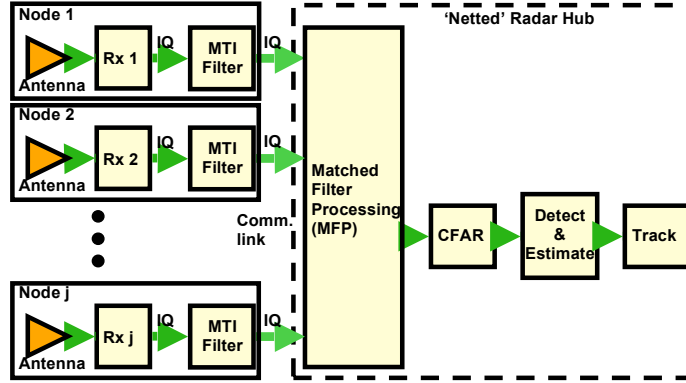 Node 1
IQ
IQ
Rx 1
MTI
Filter
Antenna
Node 2
IQ
IQ
Rx 2
MTI
Filter
Antenna
Comm.
link
Node j
IQ
IQ
Rx j
MTI
Filter
Antenna
‘Netted’ Radar Hub
Matched
Filter
Processing
(MFP)
CFAR
Detect
&
Estimate
Track